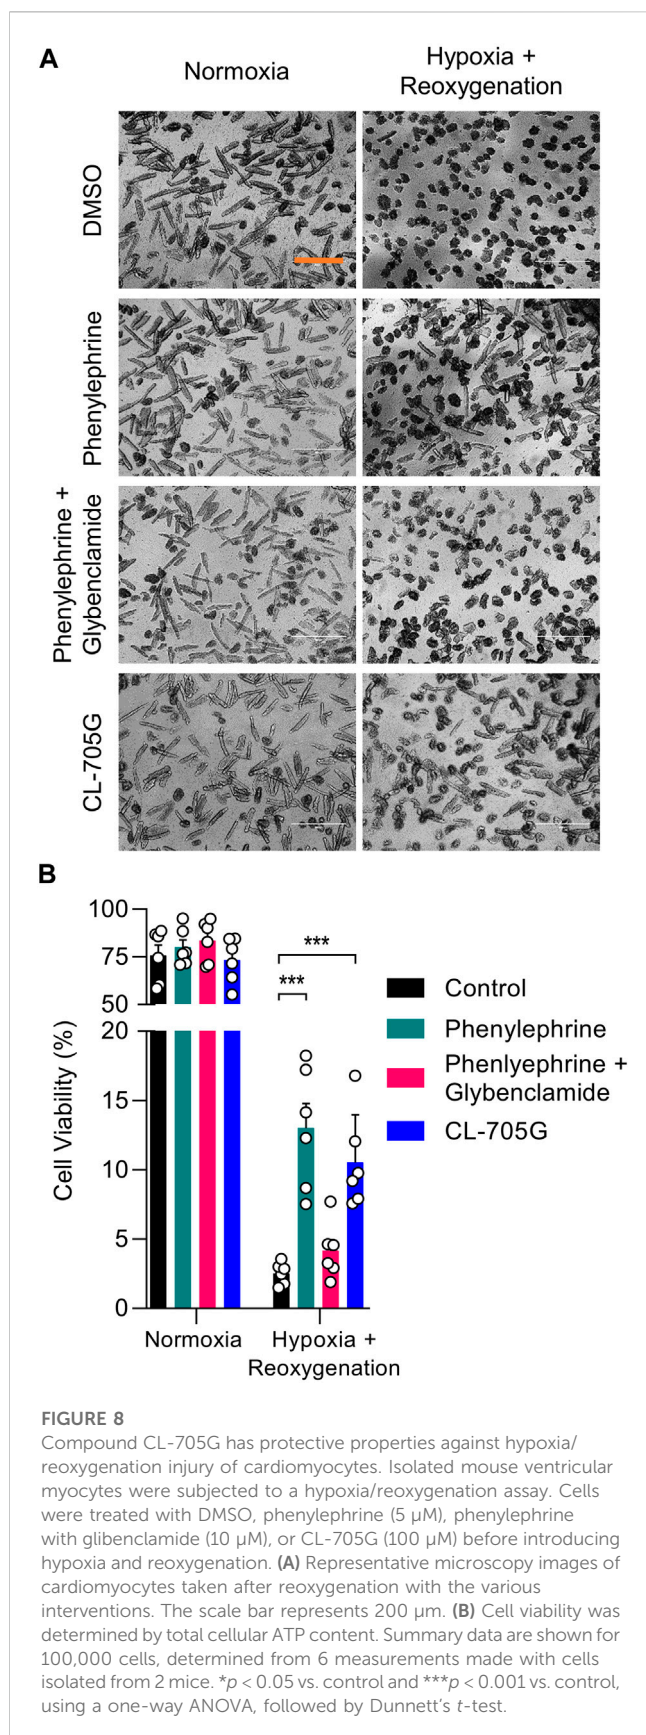 A
Normoxia
Hypoxia +
Reoxygenation
DMSO
Phenylephrine
Phenylephrine +
Glybenclamide
CL-705G
B
100
75
50
20
15
10
5
0
Cell Viability (%)
***
***
Normoxia
Hypoxia +
Reoxygenation
Control
Phenylephrine
Phenlyephrine +
Glybenclamide
CL-705G
FIGURE 8
Compound CL-705G has protective properties against hypoxia/
reoxygenation injury of cardiomyocytes. Isolated mouse ventricular
myocytes were subjected to a hypoxia/reoxygenation assay. Cells
were treated with DMSO, phenylephrine (5 μM), phenylephrine
with glibenclamide (10 μM), or CL-705G (100 μM) before introducing
hypoxia and reoxygenation. (A) Representative microscopy images of
cardiomyocytes taken after reoxygenation with the various
interventions. The scale bar represents 200 μm. (B) Cell viability was
determined by total cellular ATP content. Summary data are shown for
100,000 cells, determined from 6 measurements made with cells
isolated from 2 mice. *p < 0.05 vs. control and ***p < 0.001 vs. control,
using a one-way ANOVA, followed by Dunnett's t-test.